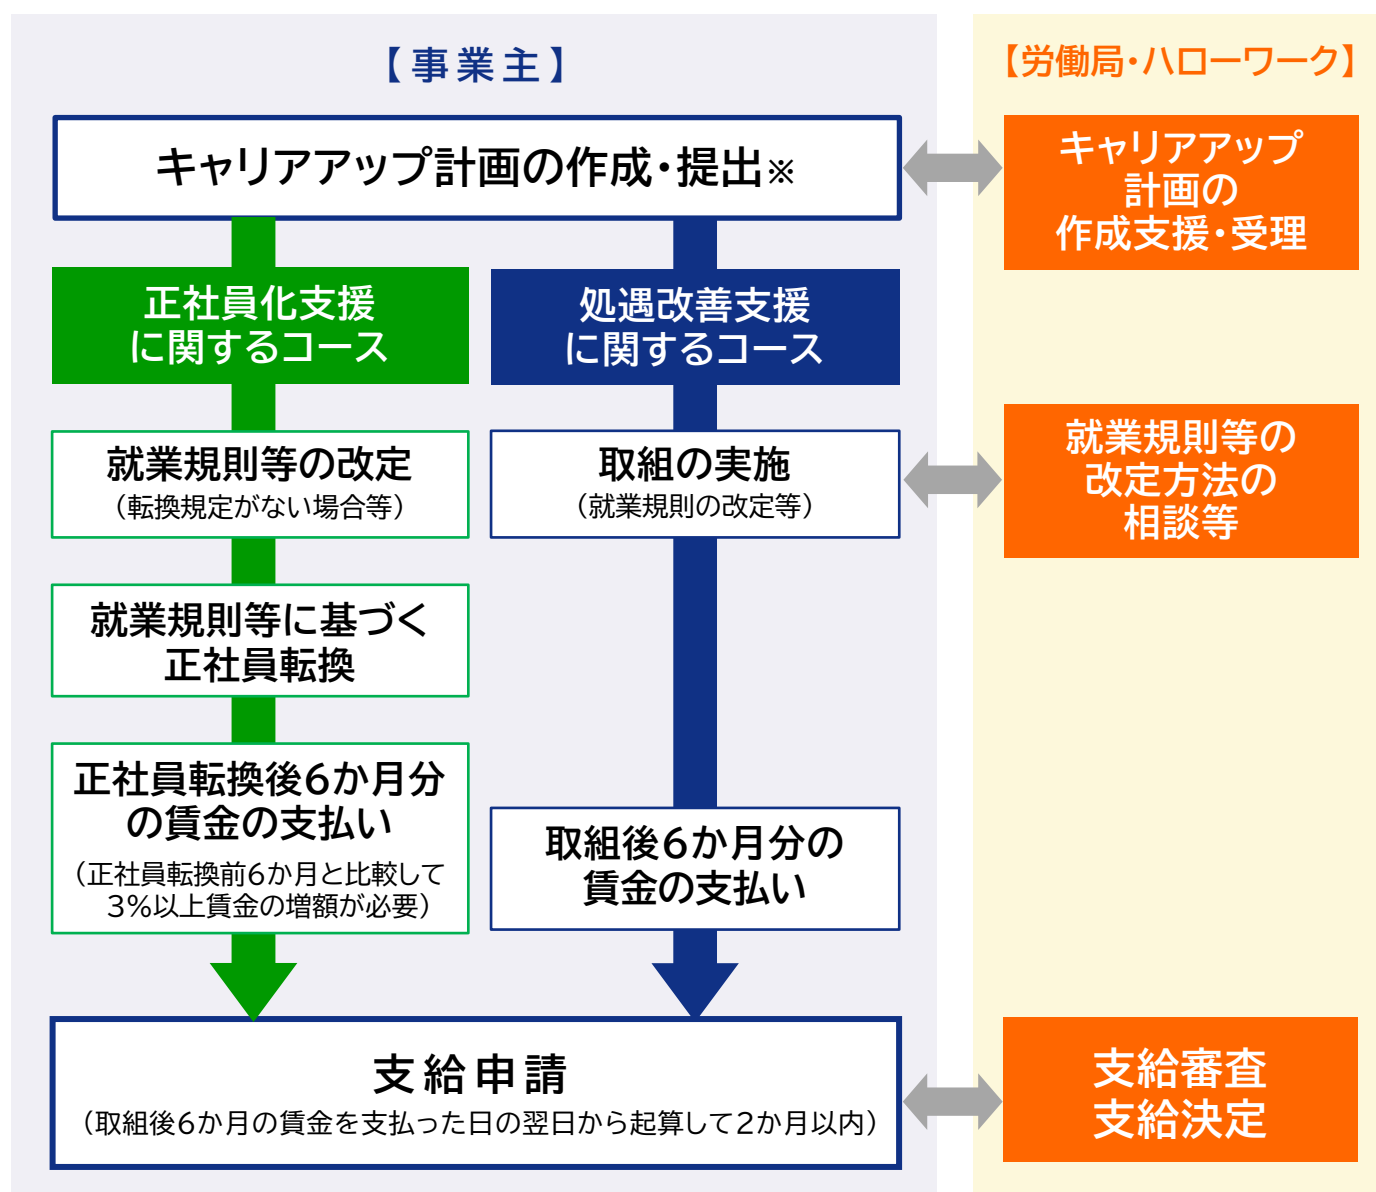 【事業主】
キャリアアップ計画の作成・提出※
正社員化支援
に関するコース
就業規則等の改定
（転換規定がない場合等）
就業規則等に基づく
正社員転換
正社員転換後6か月分
の賃金の支払い
（正社員転換前6か月と比較して
3％以上賃金の増額が必要）
処遇改善支援
に関するコース
取組の実施
（就業規則の改定等）
取組後6か月分の
賃金の支払い
支給申請
（取組後6か月の賃金を支払った日の翌日から起算して2か月以内）
【労働局・ハローワーク】
キャリアアップ
計画の
作成支援・受理
就業規則等の
改定方法の
相談等
支給審査
支給決定